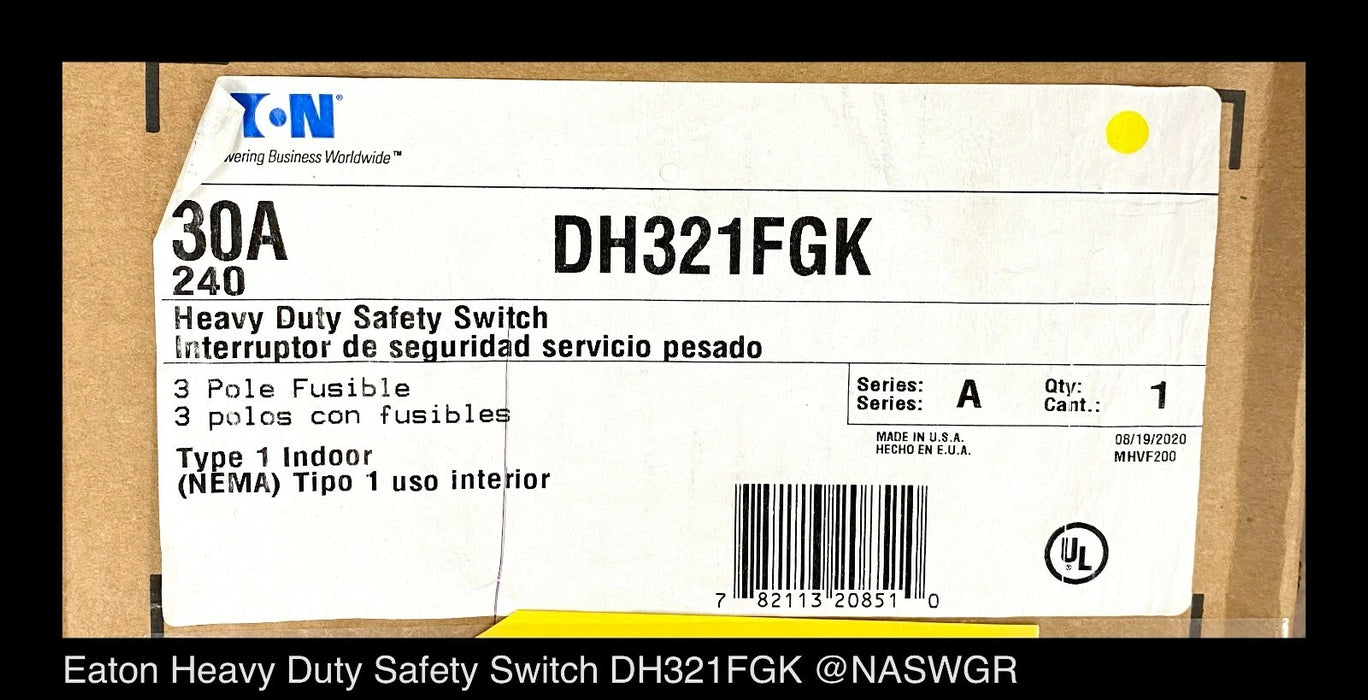 TON®
wering Business Worldwide™
30A
240
DH321FGK
Heavy Duty Safety Switch
Interruptor de seguridad servicio pesado
3 Pole Fusible
3 polos con fusibles
Series: A
Series:
Qty: 1
Cant.:
Type 1 Indoor
(NEMA) Tipo 1 uso interior
MADE IN U.S.A.
HECHO EN E.U.A.
08/19/2020
MHVF200
7 82113 20851 0
UL
Eaton Heavy Duty Safety Switch DH321FGK @NASWGR